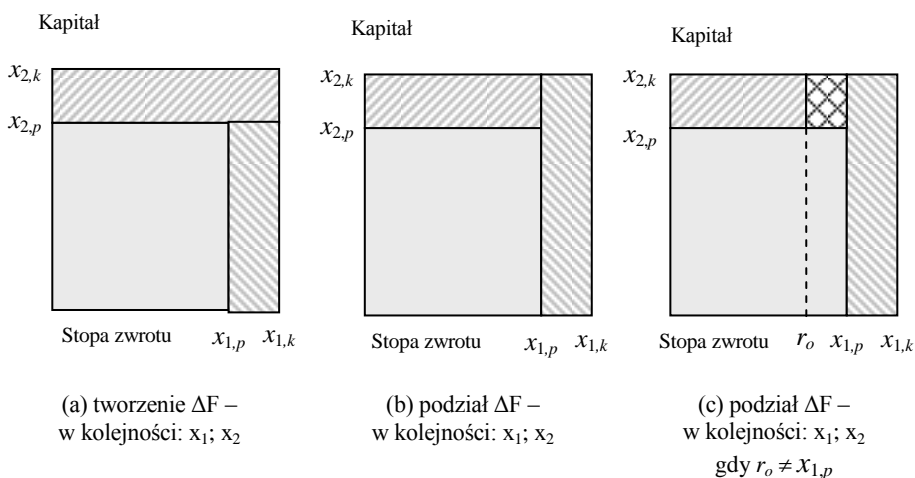 Kapitał
x2,k
x2,p
Stopa zwrotu x1,p x1,k
(a) tworzenie ΔF –
w kolejności: x1; x2
Kapitał
x2,k
x2,p
Stopa zwrotu x1,p x1,k
(b) podział ΔF –
w kolejności: x1; x2
Kapitał
x2,k
x2,p
Stopa zwrotu ro x1,p x1,k
(c) podział ΔF –
w kolejności: x1; x2
gdy ro ≠ x1,p